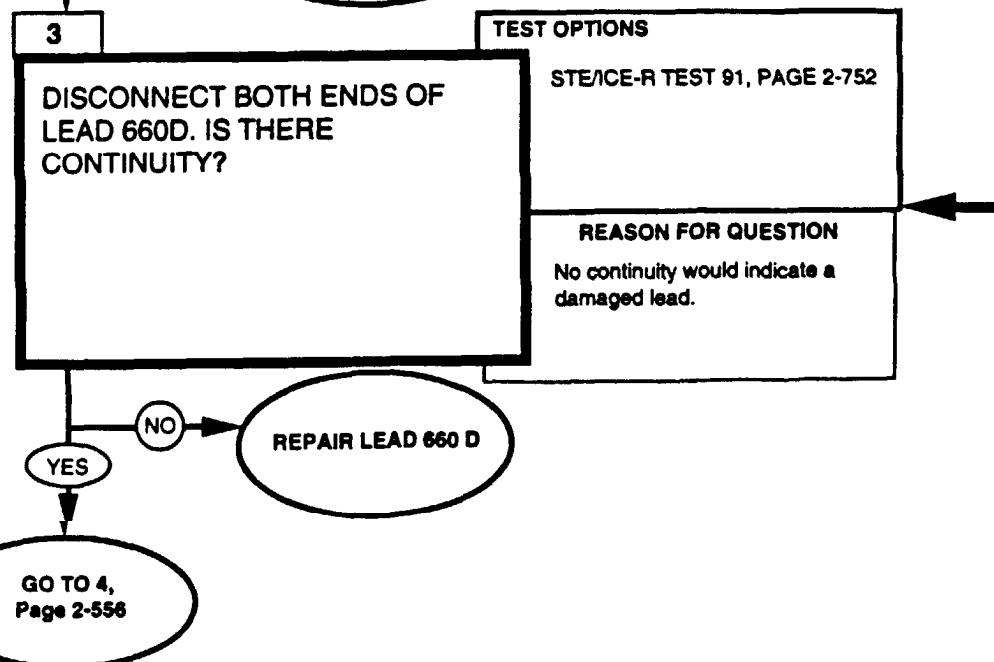 3
DISCONNECT BOTH ENDS OF
LEAD 660D. IS THERE
CONTINUITY?
TEST OPTIONS
STE/ICE-R TEST 91, PAGE 2-752
REASON FOR QUESTION
No continuity would indicate a
damaged lead.
NO
REPAIR LEAD 660 D
YES
GO TO 4,
Page 2-556